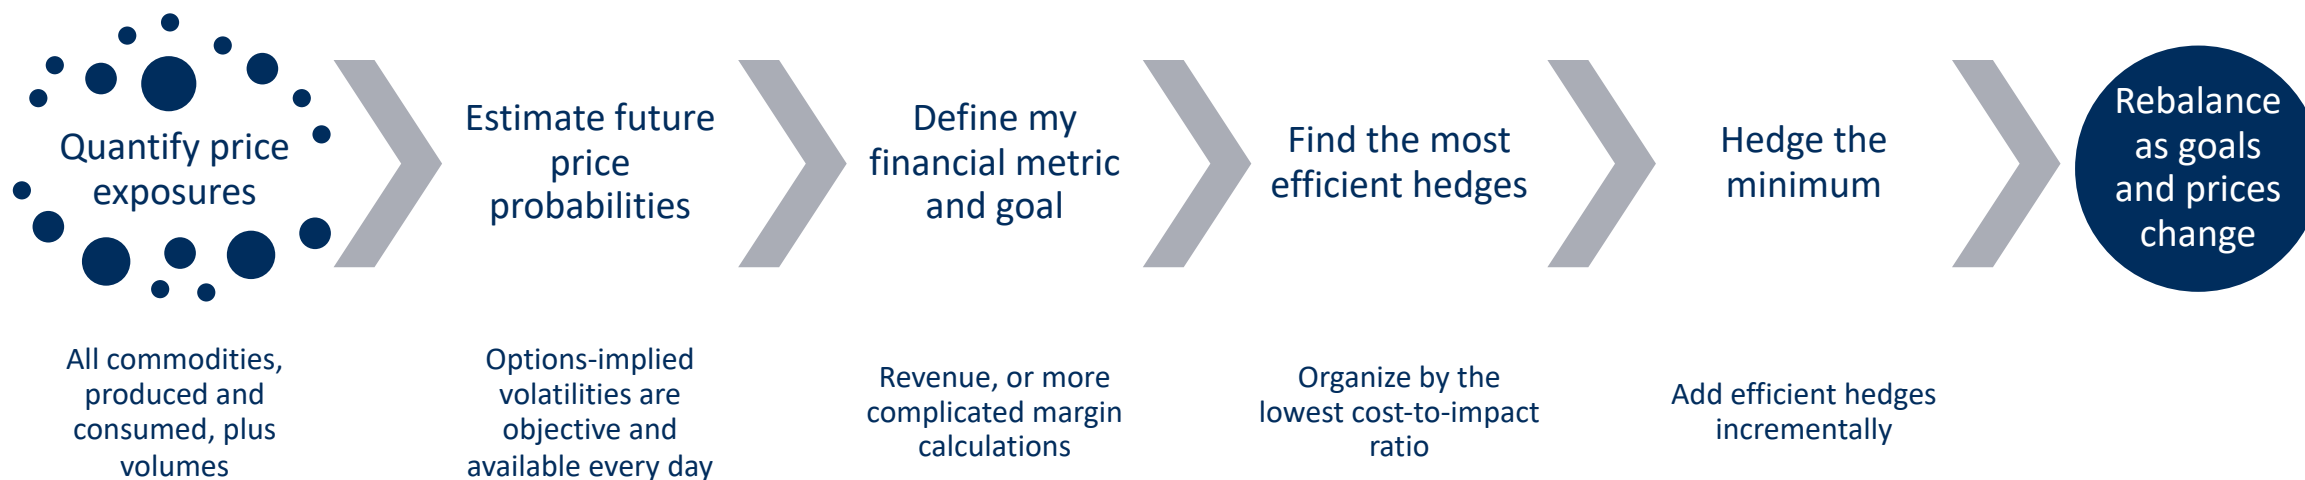 Quantify price
exposures
Estimate future
price
probabilities
Define my
financial metric
and goal
Find the most
efficient hedges
Hedge the
minimum
Rebalance
as goals
and prices
change
All commodities,
produced and
consumed, plus
volumes
Options-implied
volatilities are
objective and
available every day
Revenue, or more
complicated margin
calculations
Organize by the
lowest cost-to-impact
ratio
Add efficient hedges
incrementally